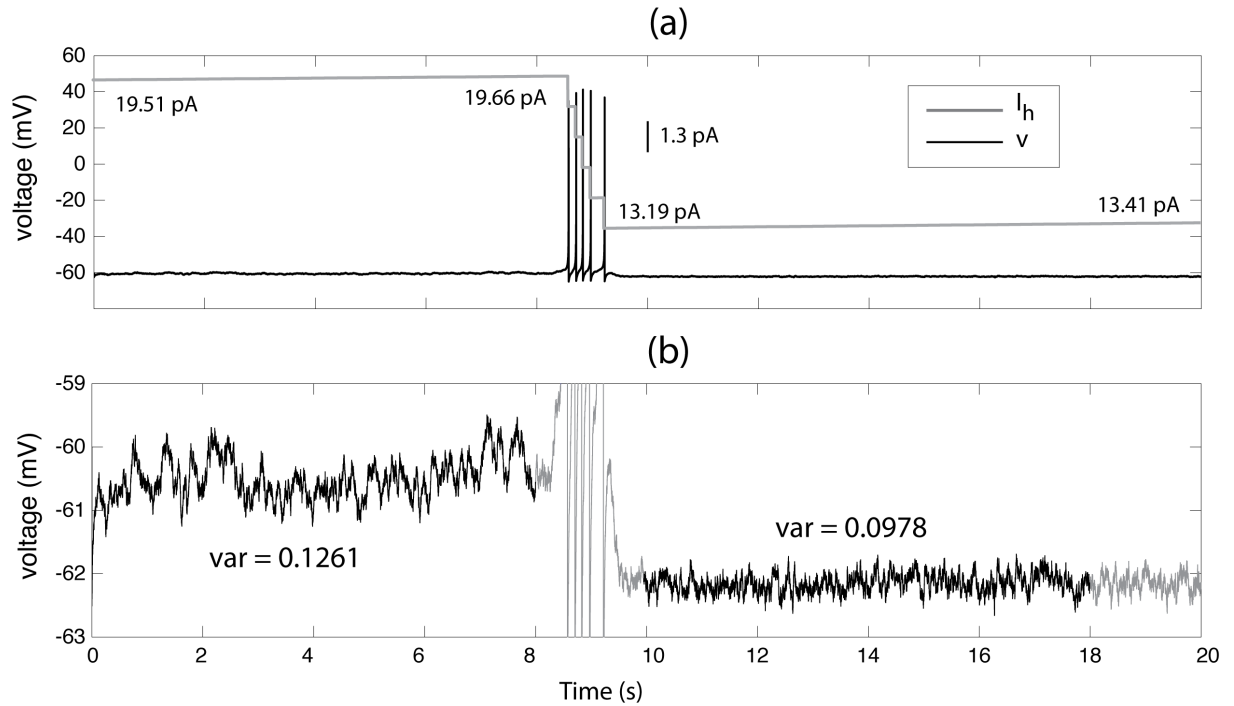 (a)
60
40
20
0
-20
-40
-60
voltage (mV)
19.51 pA
19.66 pA
1.3 pA
13.19 pA
13.41 pA
I_h
v
(b)
-59
-60
-61
-62
-63
voltage (mV)
var = 0.1261
var = 0.0978
0 2 4 6 8 10 12 14 16 18 20
Time (s)